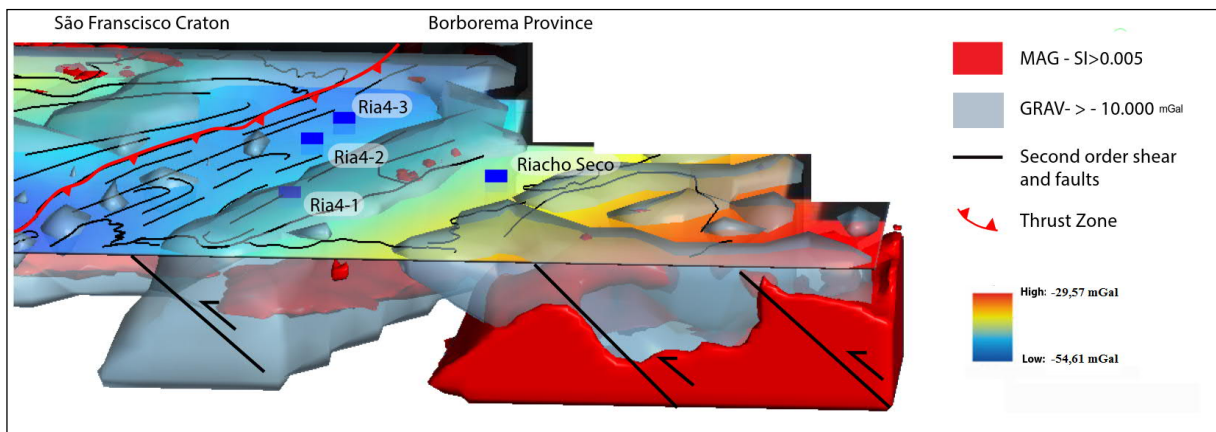 São Franscisco Craton
Borborema Province
Ria4-3
Ria4-2
Riacho Seco
Ria4-1
MAG - SI>0.005
GRAV- > - 10.000 mGal
Second order shear
and faults
Thrust Zone
High: -29,57 mGal
Low: -54,61 mGal